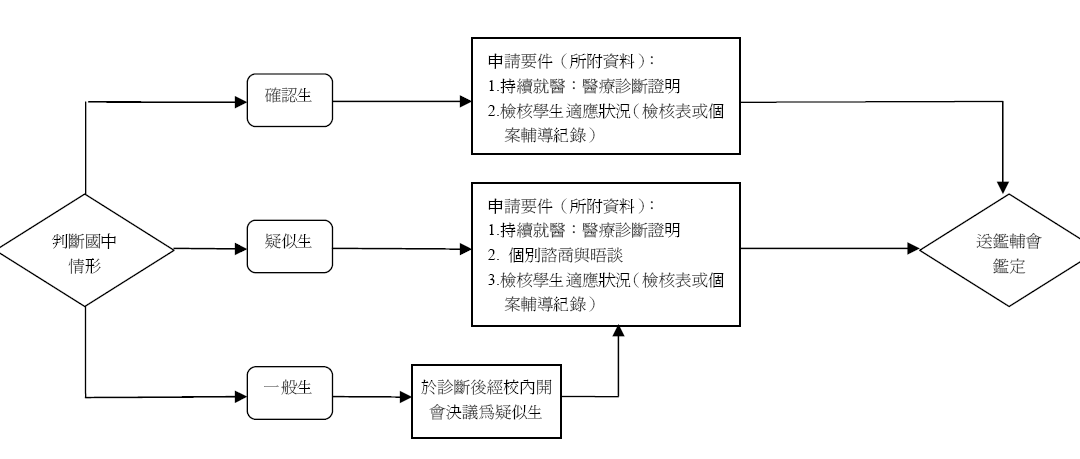 確認生
申請要件（所附資料）：
1.持續就醫：醫療診斷證明
2.檢核學生適應狀況（檢核表或個
案輔導紀錄）
判斷國中
情形
疑似生
申請要件（所附資料）：
1.持續就醫：醫療診斷證明
2. 個別諮商與晤談
3.檢核學生適應狀況（檢核表或個
案輔導紀錄）
送鑑輔會
鑑定
一般生
於診斷後經校內開
會決議為疑似生